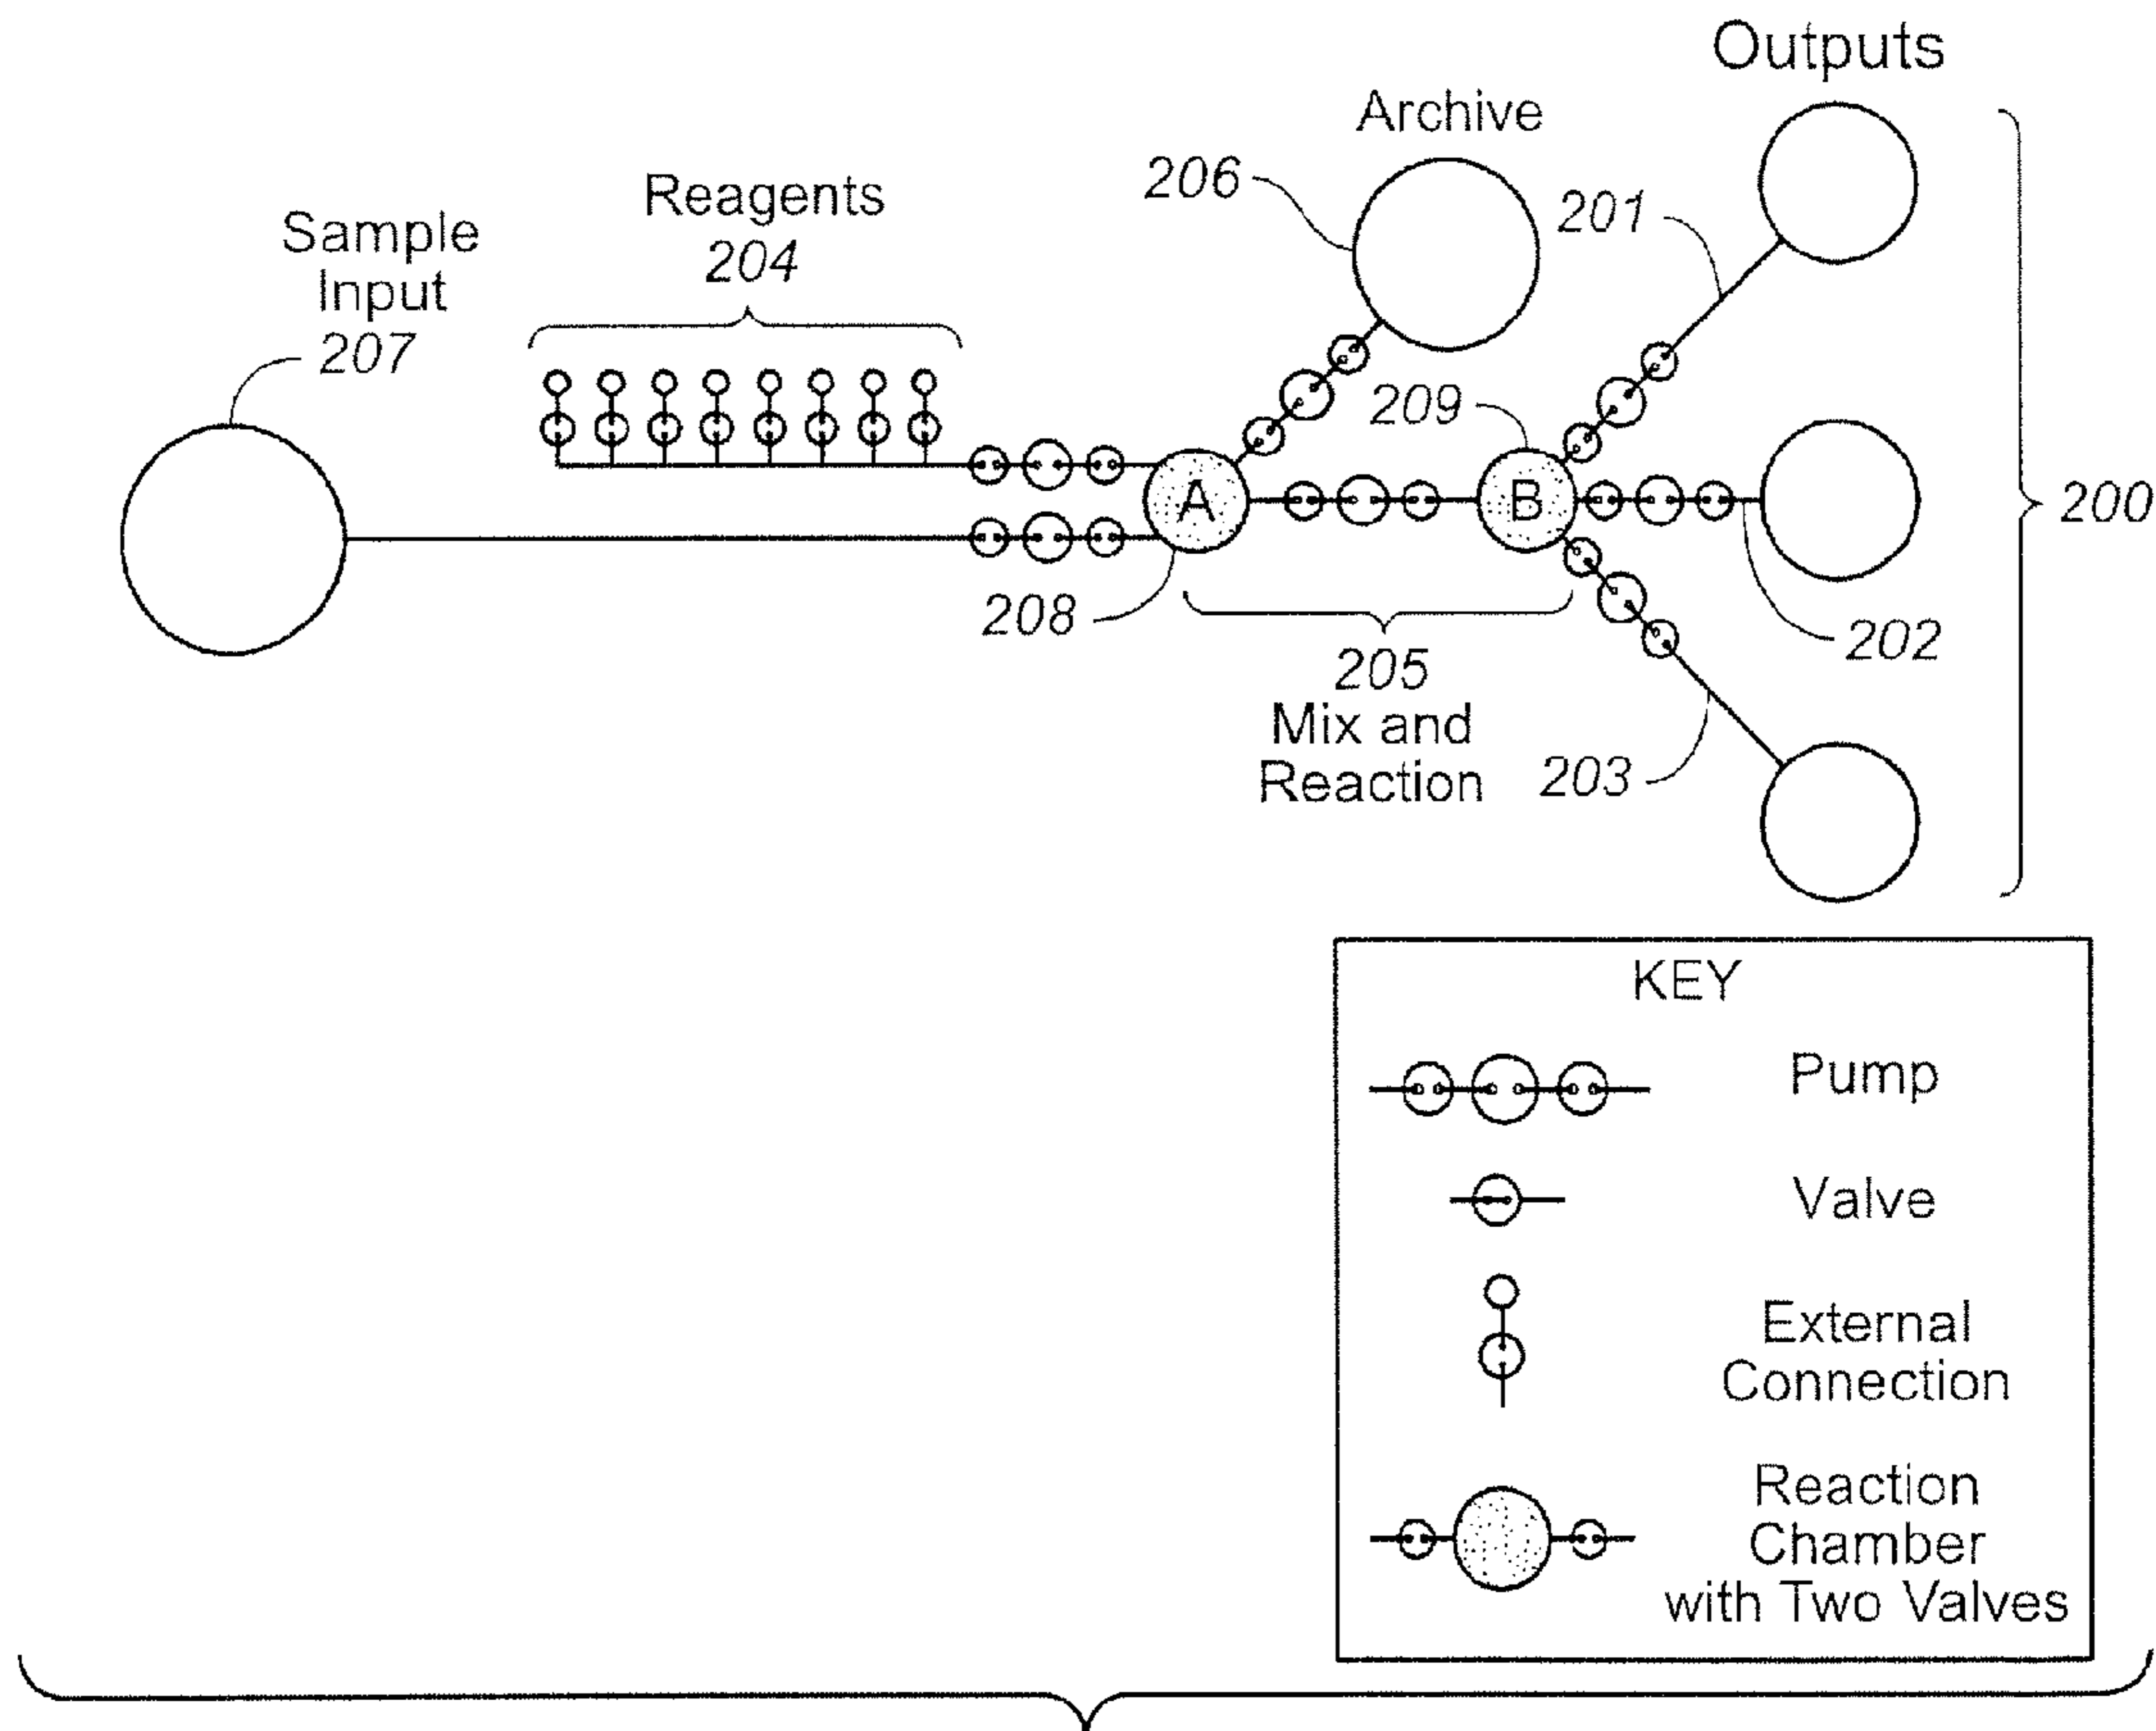 Outputs
Archive
206
201
Reagents
204
Sample
Input
207
209
A
B
200
208
202
205
Mix and
Reaction
203
KEY
Pump
Valve
External
Connection
Reaction
Chamber
with Two Valves